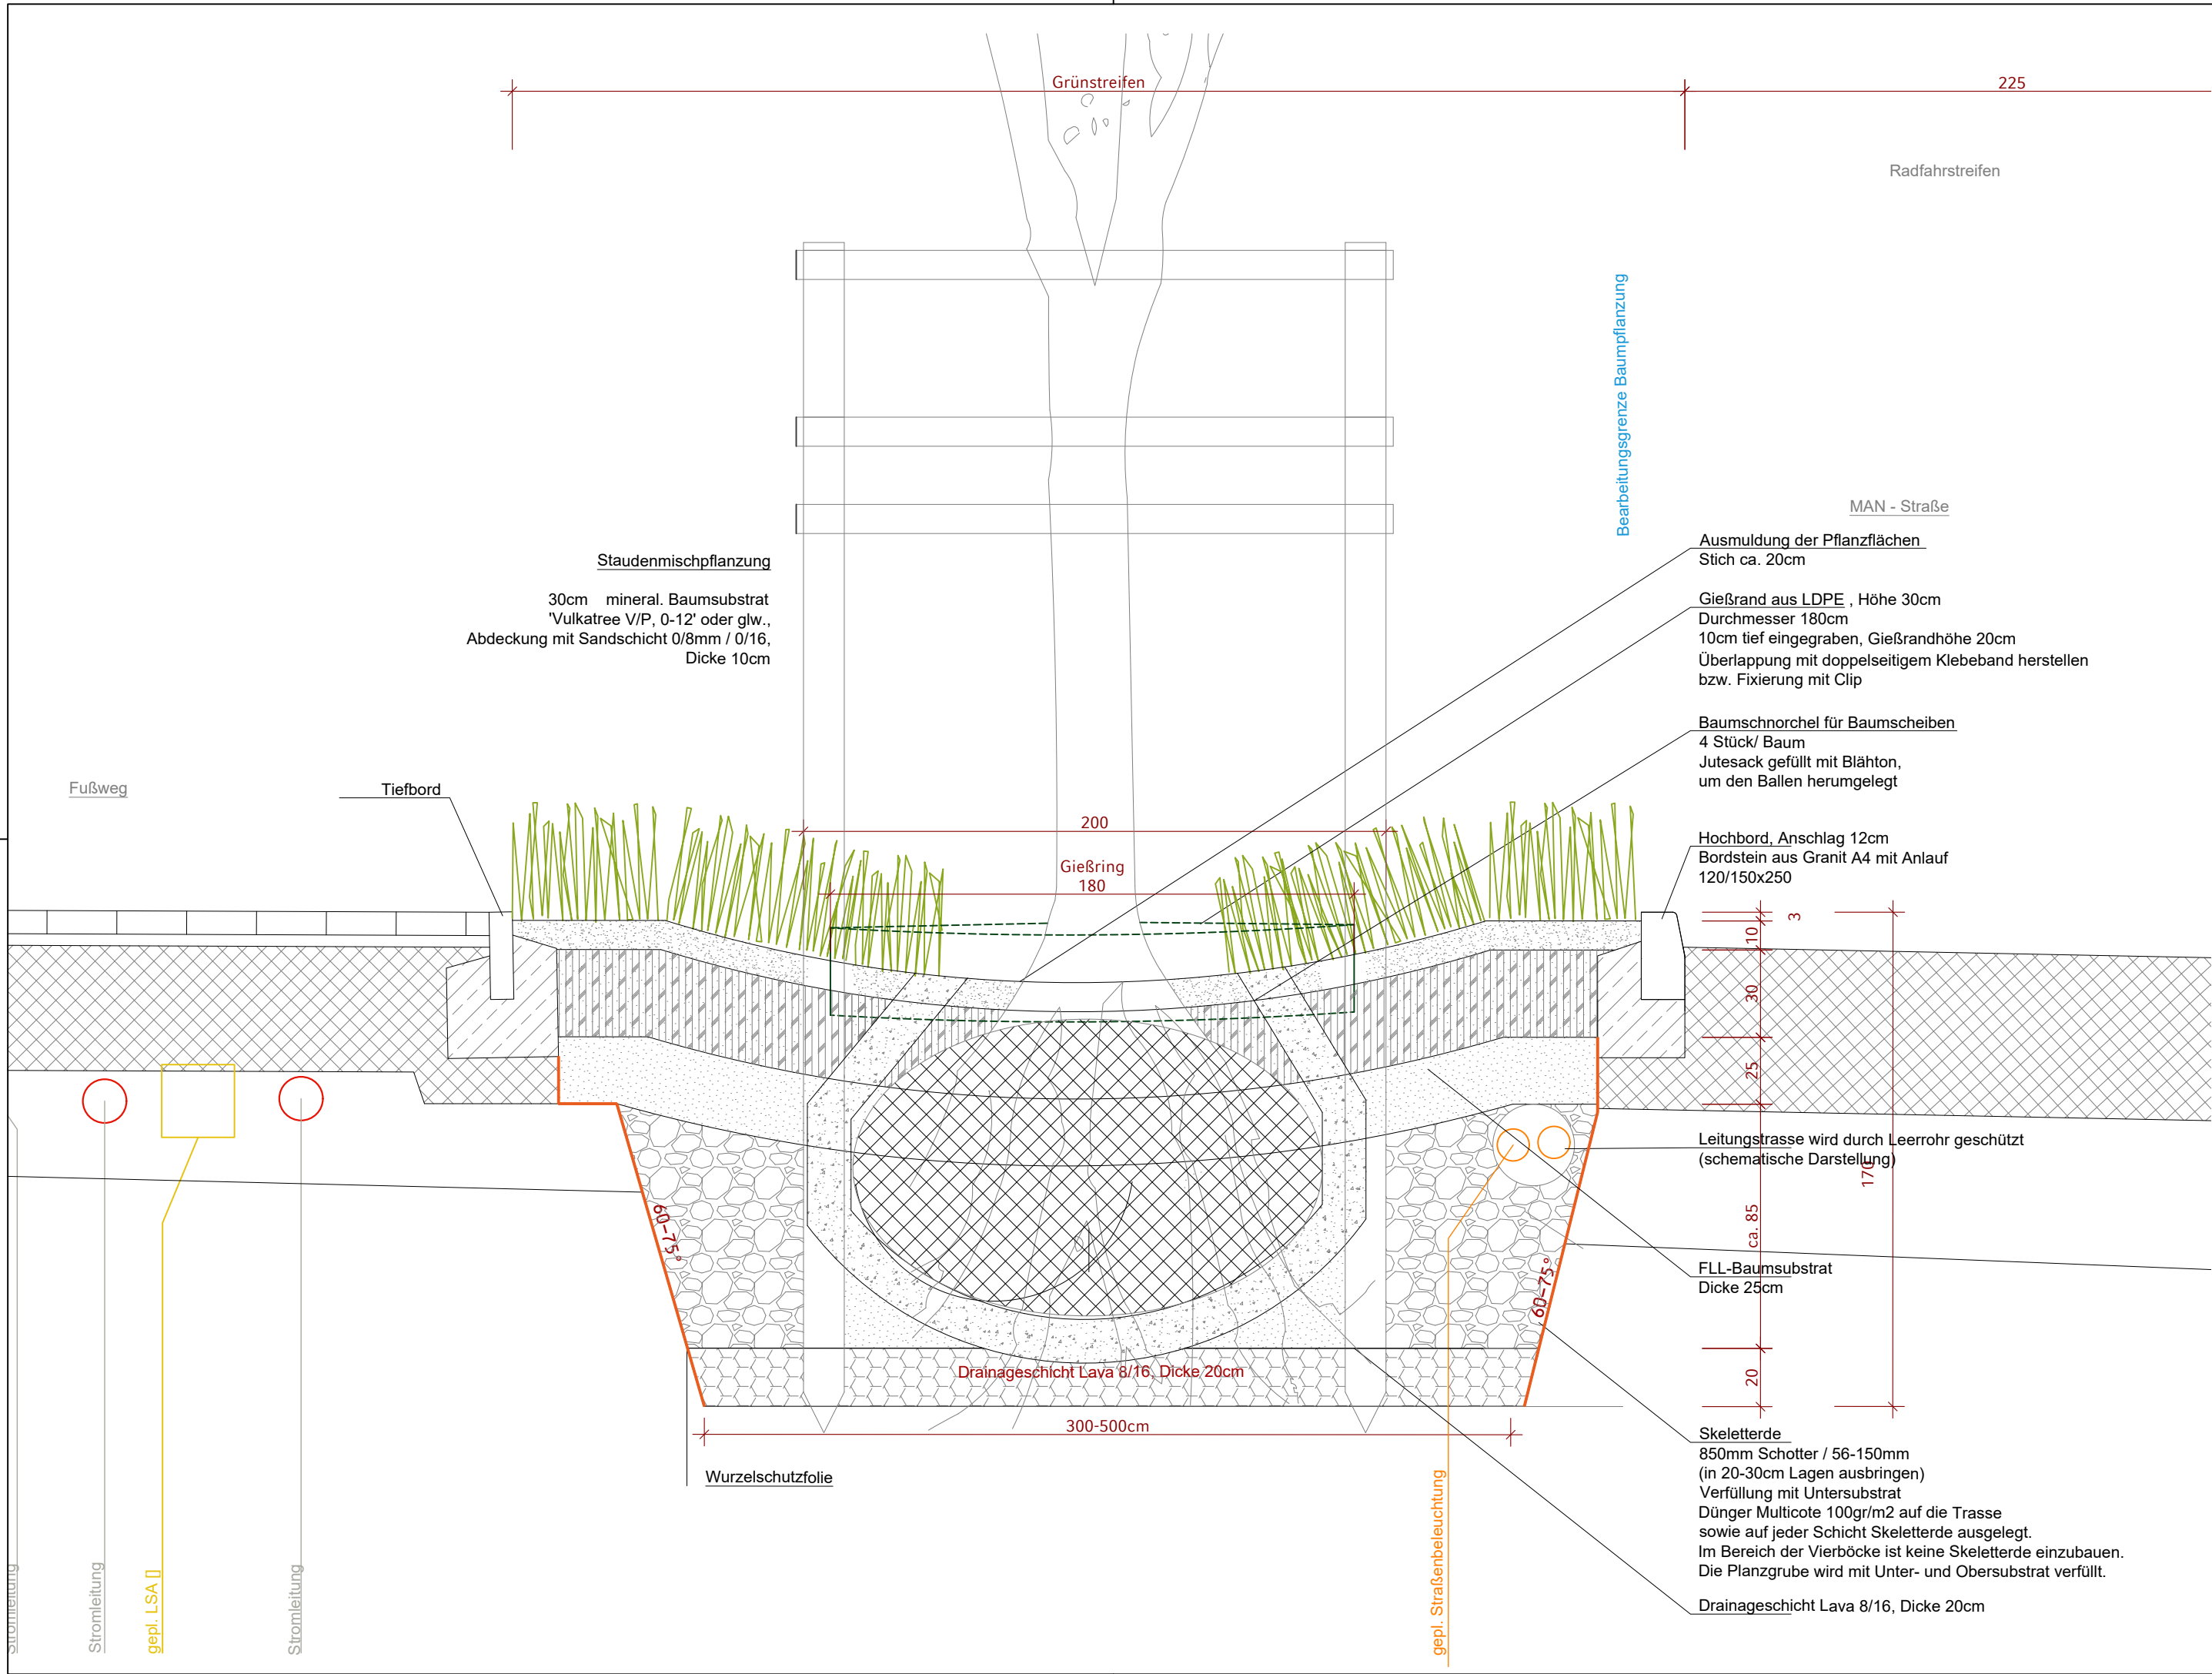 Grünstreifen
225
Radfahrstreifen
Bearbeitungsgrenze Baumpflanzung
MAN - Straße
Staudenmischpflanzung
30cm mineral. Baumsubstrat
'Vulkatree V/P, 0-12' oder glw.,
Abdeckung mit Sandschicht 0/8mm / 0/16,
Dicke 10cm
Ausmuldung der Pflanzflächen
Stich ca. 20cm
Gießrand aus LDPE , Höhe 30cm
Durchmesser 180cm
10cm tief eingegraben, Gießrandhöhe 20cm
Überlappung mit doppelseitigem Klebeband herstellen
bzw. Fixierung mit Clip
Baumschnorchel für Baumscheiben
4 Stück/ Baum
Jutesack gefüllt mit Blähton,
um den Ballen herumgelegt
Fußweg
Tiefbord
200
Gießring
180
Hochbord, Anschlag 12cm
Bordstein aus Granit A4 mit Anlauf
120/150x250
3
10
30
25
ca. 85
20
170
Leitungstrasse wird durch Leerrohr geschützt
(schematische Darstellung)
60-75°
60-75°
FLL-Baumsubstrat
Dicke 25cm
Drainageschicht Lava 8/16, Dicke 20cm
300-500cm
Wurzelschutzfolie
Skeletterde
850mm Schotter / 56-150mm
(in 20-30cm Lagen ausbringen)
Verfüllung mit Untersubstrat
Dünger Multicote 100gr/m2 auf die Trasse
sowie auf jeder Schicht Skeletterde ausgelegt.
Im Bereich der Vierböcke ist keine Skeletterde einzubauen.
Die Planzgrube wird mit Unter- und Obersubstrat verfüllt.
Drainageschicht Lava 8/16, Dicke 20cm
Stromleitung
Stromleitung
gepl. LSA []
Stromleitung
gepl. Straßenbeleuchtung